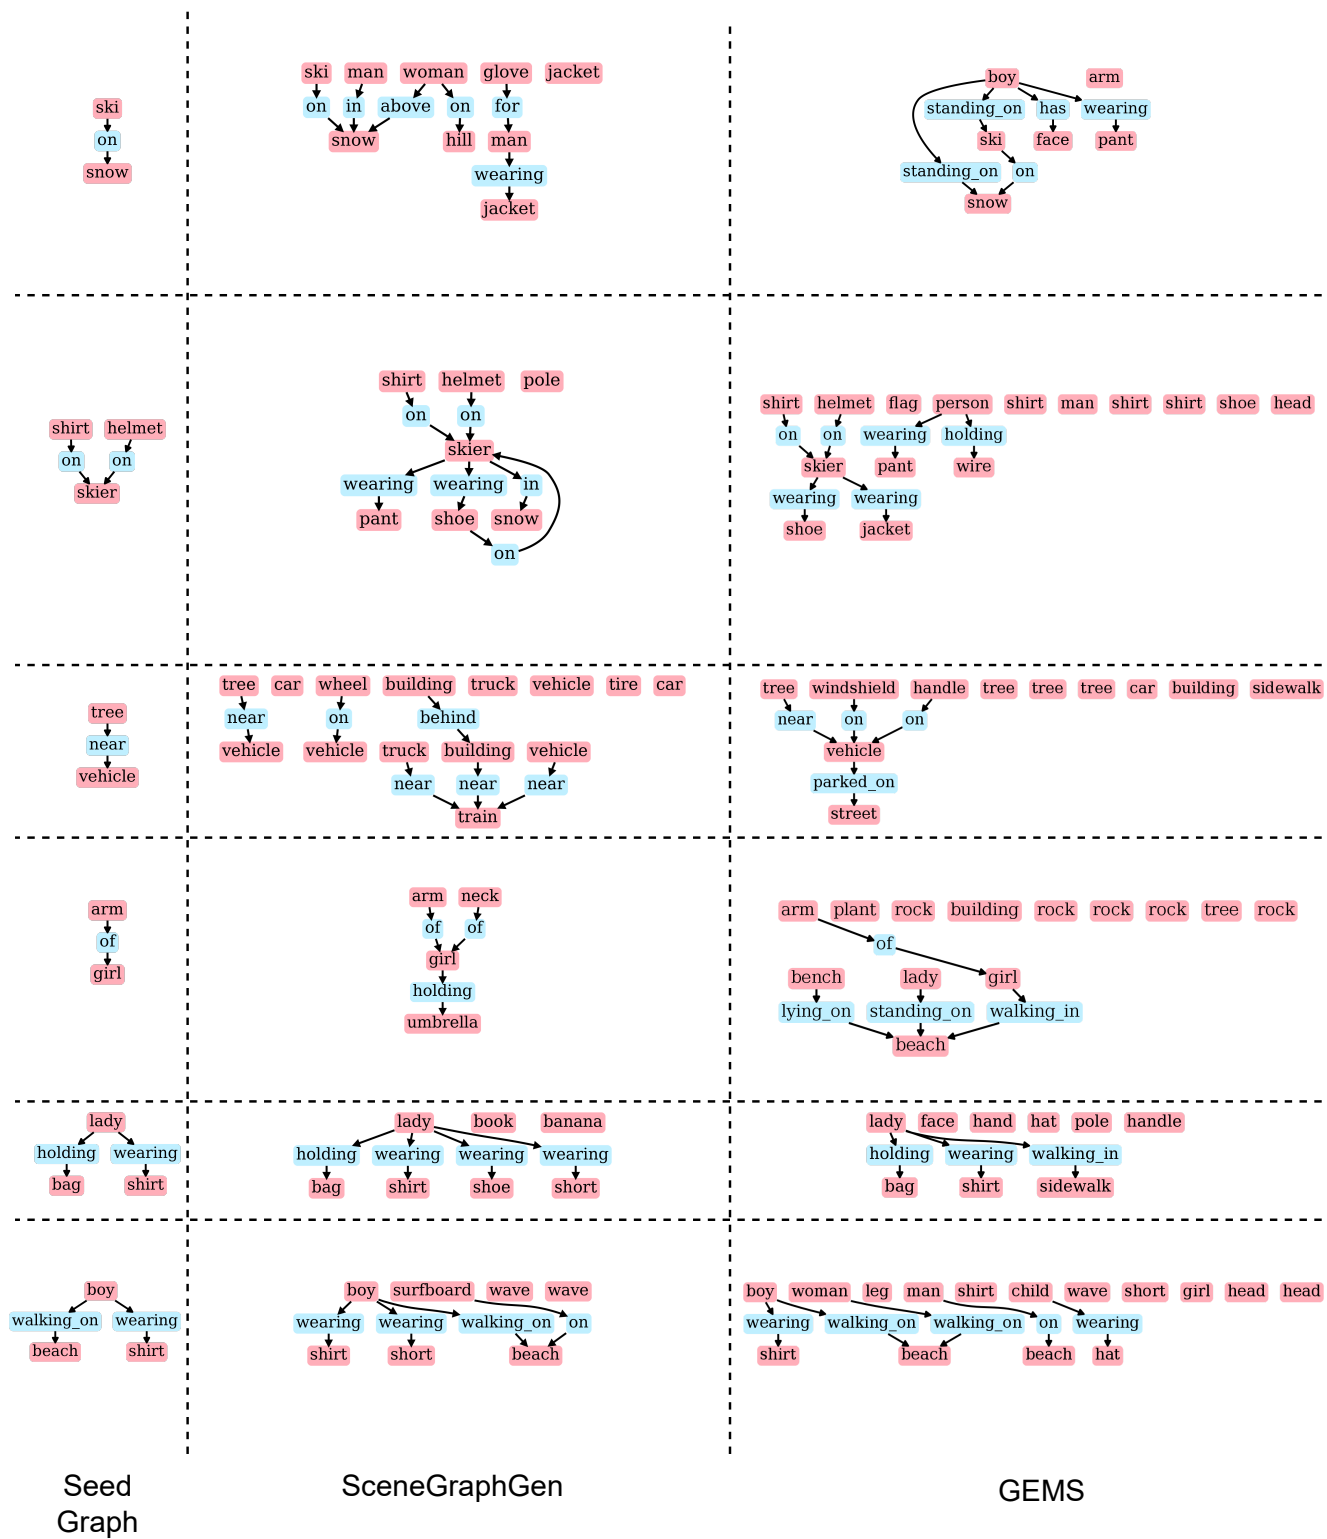 ski
on
snow
ski man woman glove jacket
on in above on for
snow hill man
wearing
jacket
boy arm
standing_on has wearing
ski face pant
standing_on on
snow
shirt helmet
on on
skier
shirt helmet pole
on on
skier
wearing wearing in
pant shoe snow
on
shirt helmet flag person shirt man shirt shirt shoe head
on on wearing holding
skier pant wire
wearing wearing
shoe jacket
tree
near
vehicle
tree car wheel building truck vehicle tire car
near on behind
vehicle vehicle truck building vehicle
near near near
train
tree windshield handle tree tree tree car building sidewalk
near on on
vehicle
parked_on
street
arm
of
girl
arm neck
of of
girl
holding
umbrella
arm plant rock building rock rock rock tree rock
of
bench lady girl
lying_on standing_on walking_in
beach
lady
holding wearing
bag shirt
lady book banana
holding wearing wearing wearing
bag shirt shoe short
lady face hand hat pole handle
holding wearing walking_in
bag shirt sidewalk
boy
walking_on wearing
beach shirt
boy surfboard wave wave
wearing wearing walking_on on
shirt short beach
boy woman leg man shirt child wave short girl head head
wearing walking_on walking_on on wearing
shirt beach beach hat
Seed
Graph
SceneGraphGen
GEMS